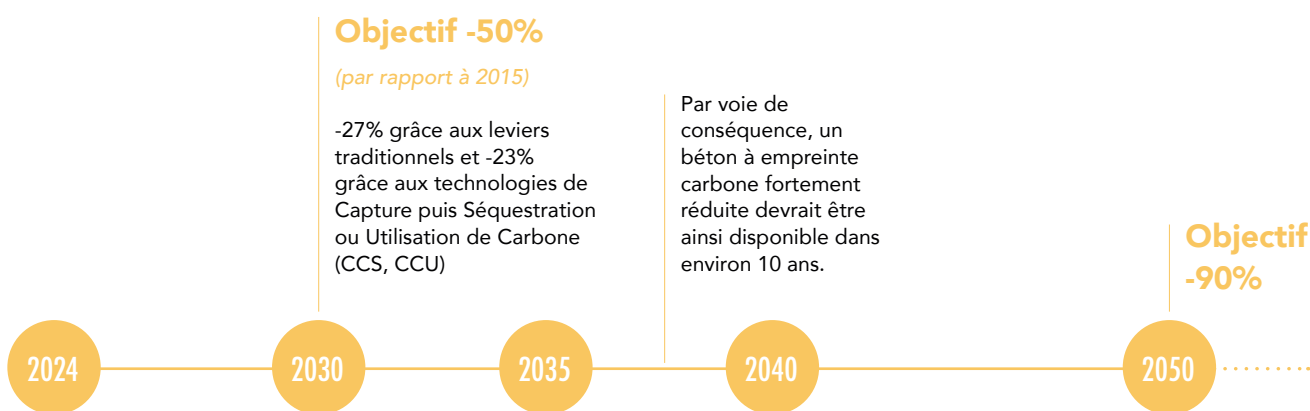 Objectif -50%
(par rapport à 2015)
-27% grâce aux leviers
traditionnels et -23%
grâce aux technologies de
Capture puis Séquestration
ou Utilisation de Carbone
(CCS, CCU)
Par voie de
conséquence, un
béton à empreinte
carbone fortement
réduite devrait être
ainsi disponible dans
environ 10 ans.
Objectif
-90%
2024
2030
2035
2040
2050